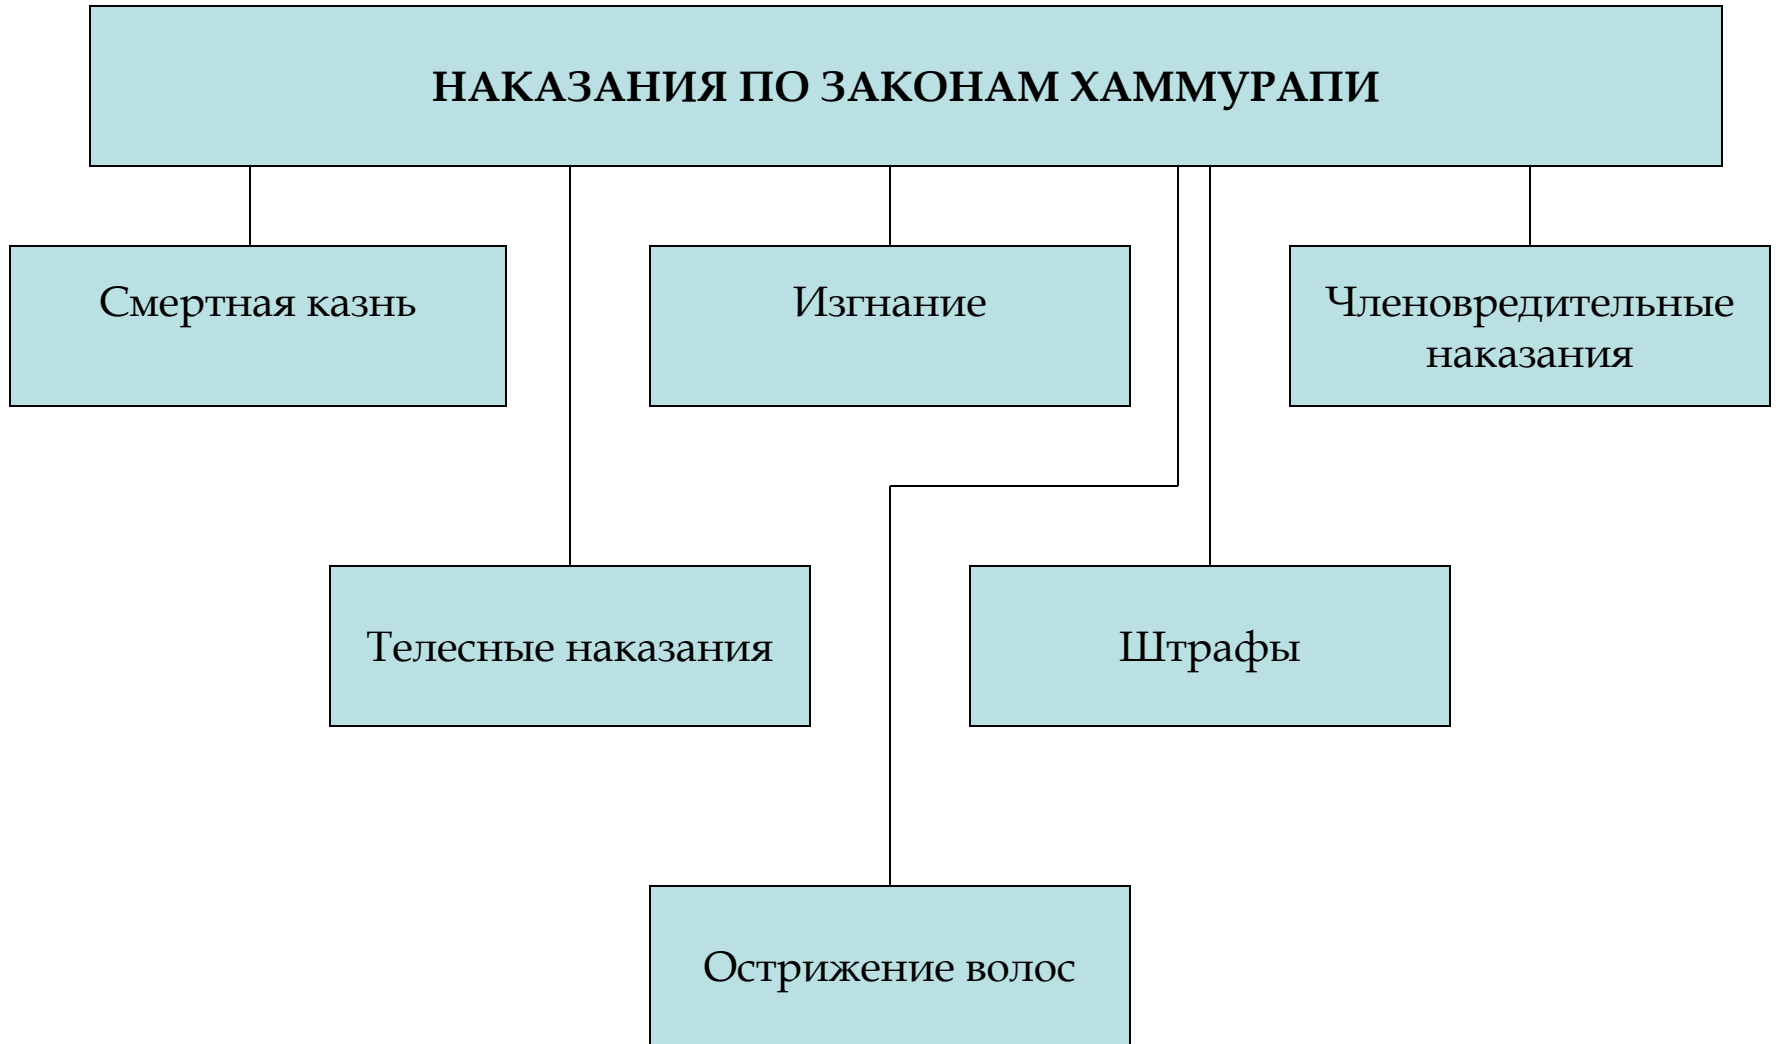 НАКАЗАНИЯ ПО ЗАКОНАМ ХАММУРАПИ
Смертная казнь
Изгнание
Членовредительные
наказания
Телесные наказания
Штрафы
Острижение волос